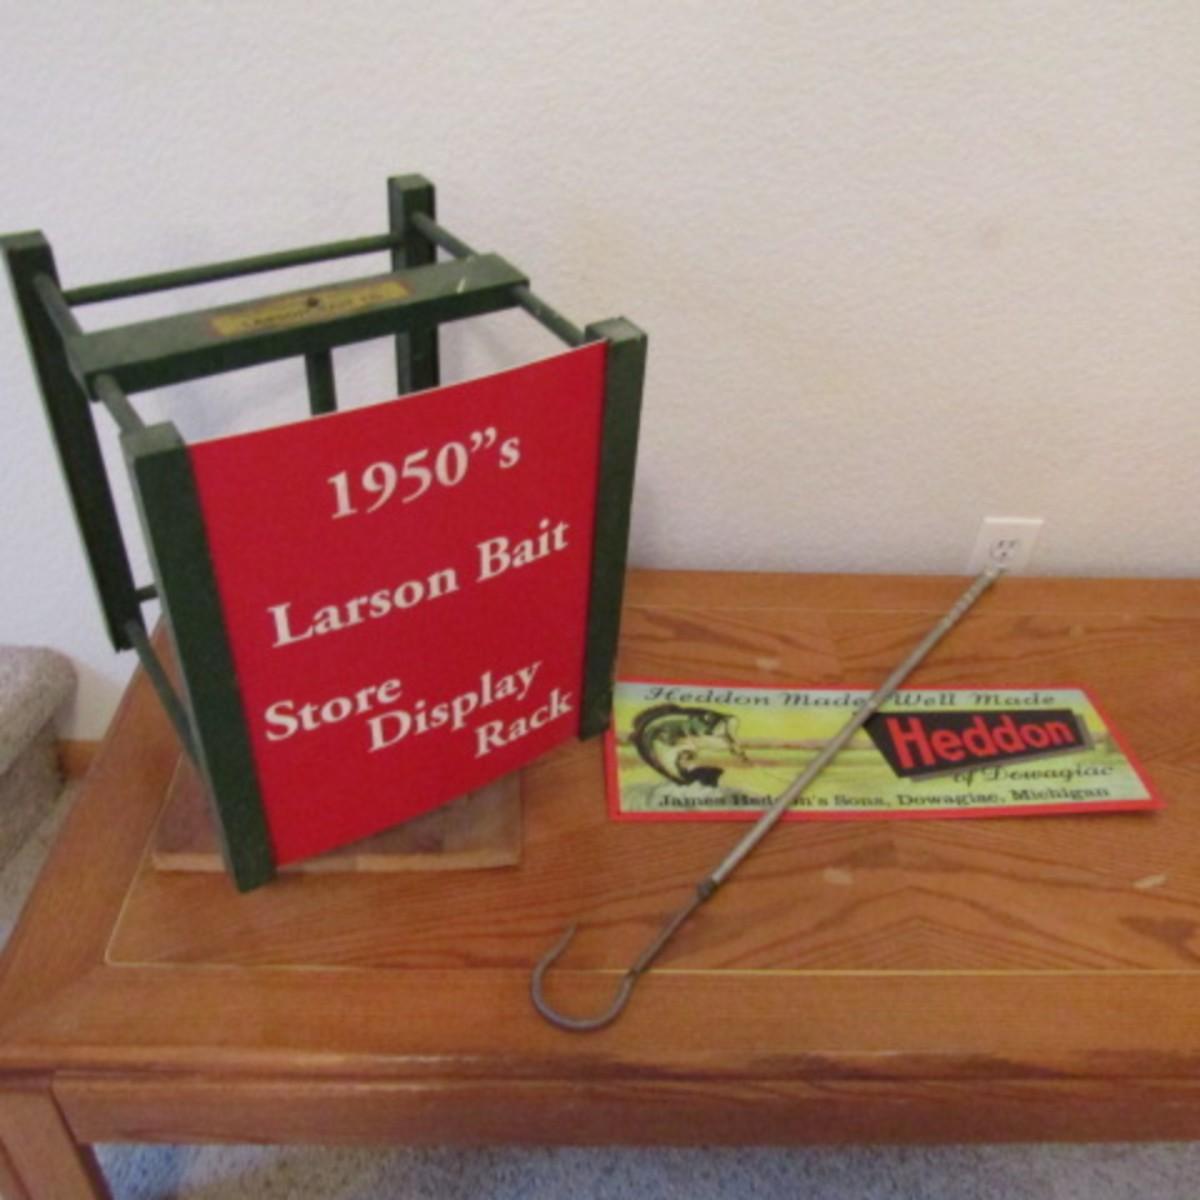 1950”s
Larson Bait
Store
Display
Rack
Heddon Made Well Made
Heddon
of Dowagiac
James Heddon's Sons, Dowagiac, Michigan